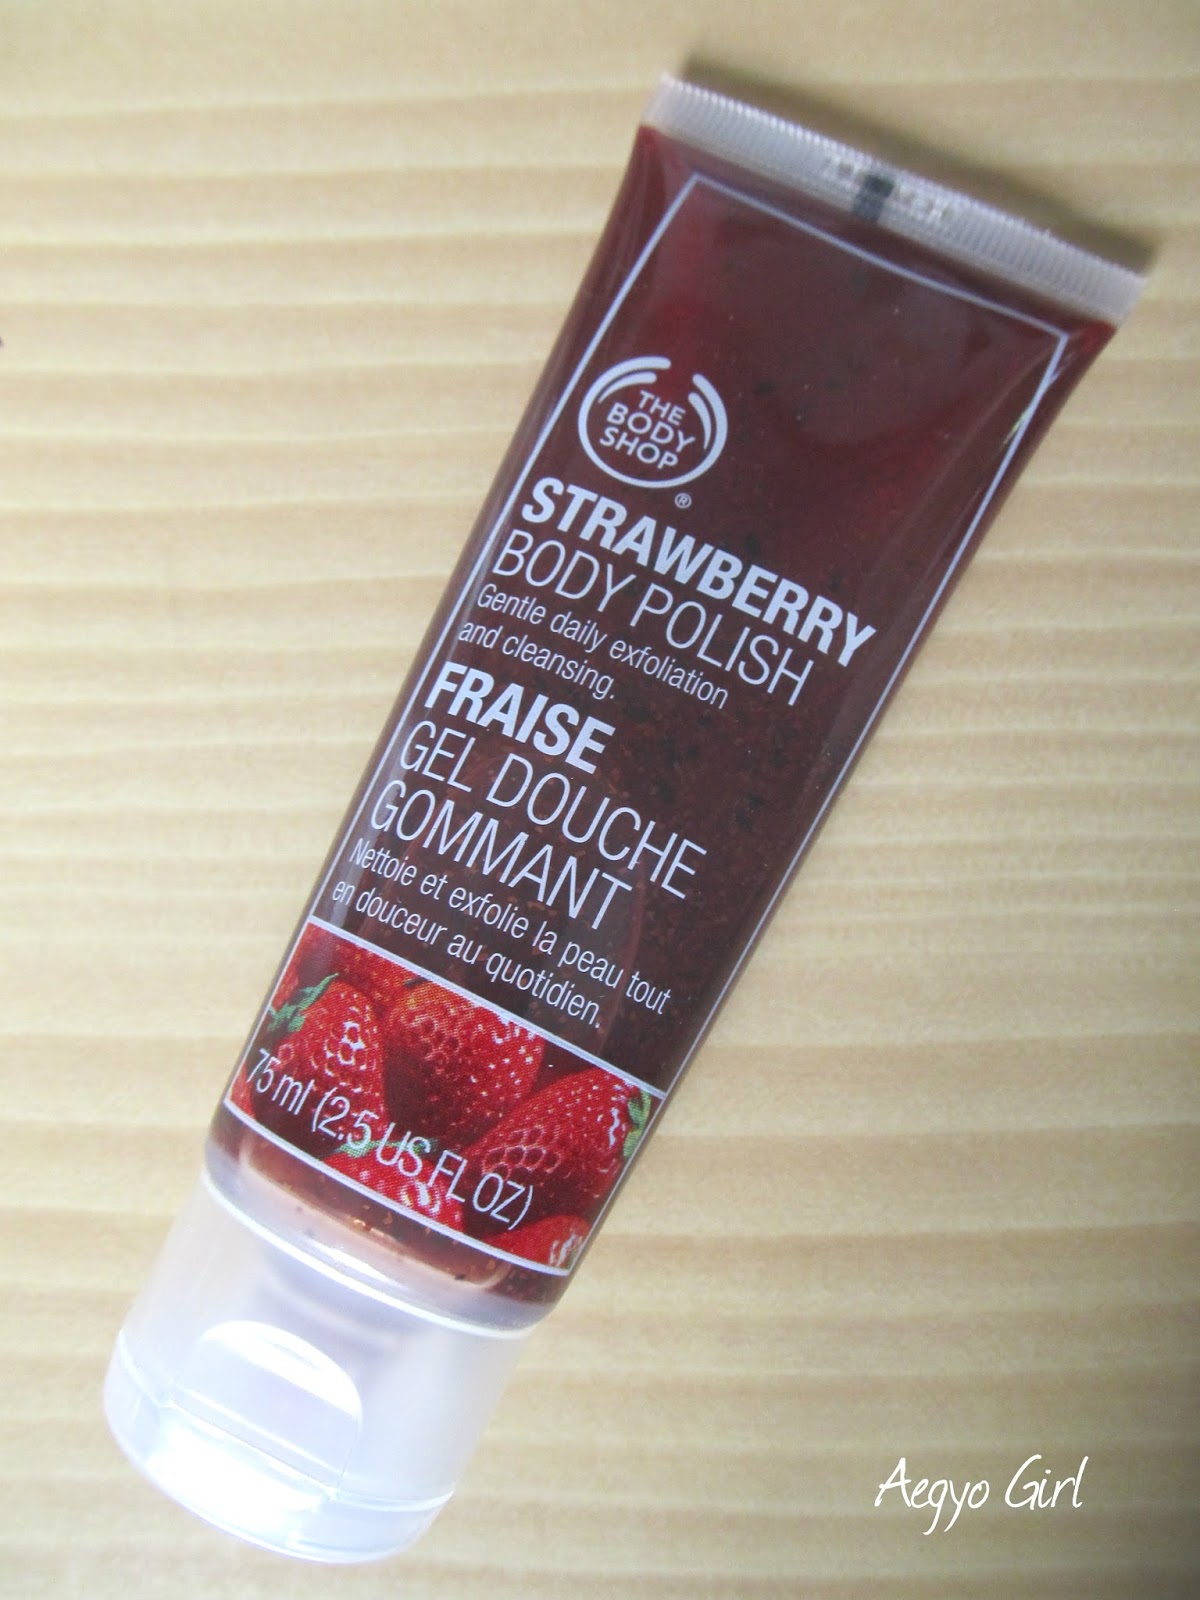 THE
BODY
SHOP
®
STRAWBERRY
BODY POLISH
Gentle daily exfoliation
and cleansing.
FRAISE
GEL DOUCHE
GOMMANT
Nettoie et exfolie la peau tout
en douceur au quotidien.
75 ml (2.5 US FL OZ)
Aegyo Girl